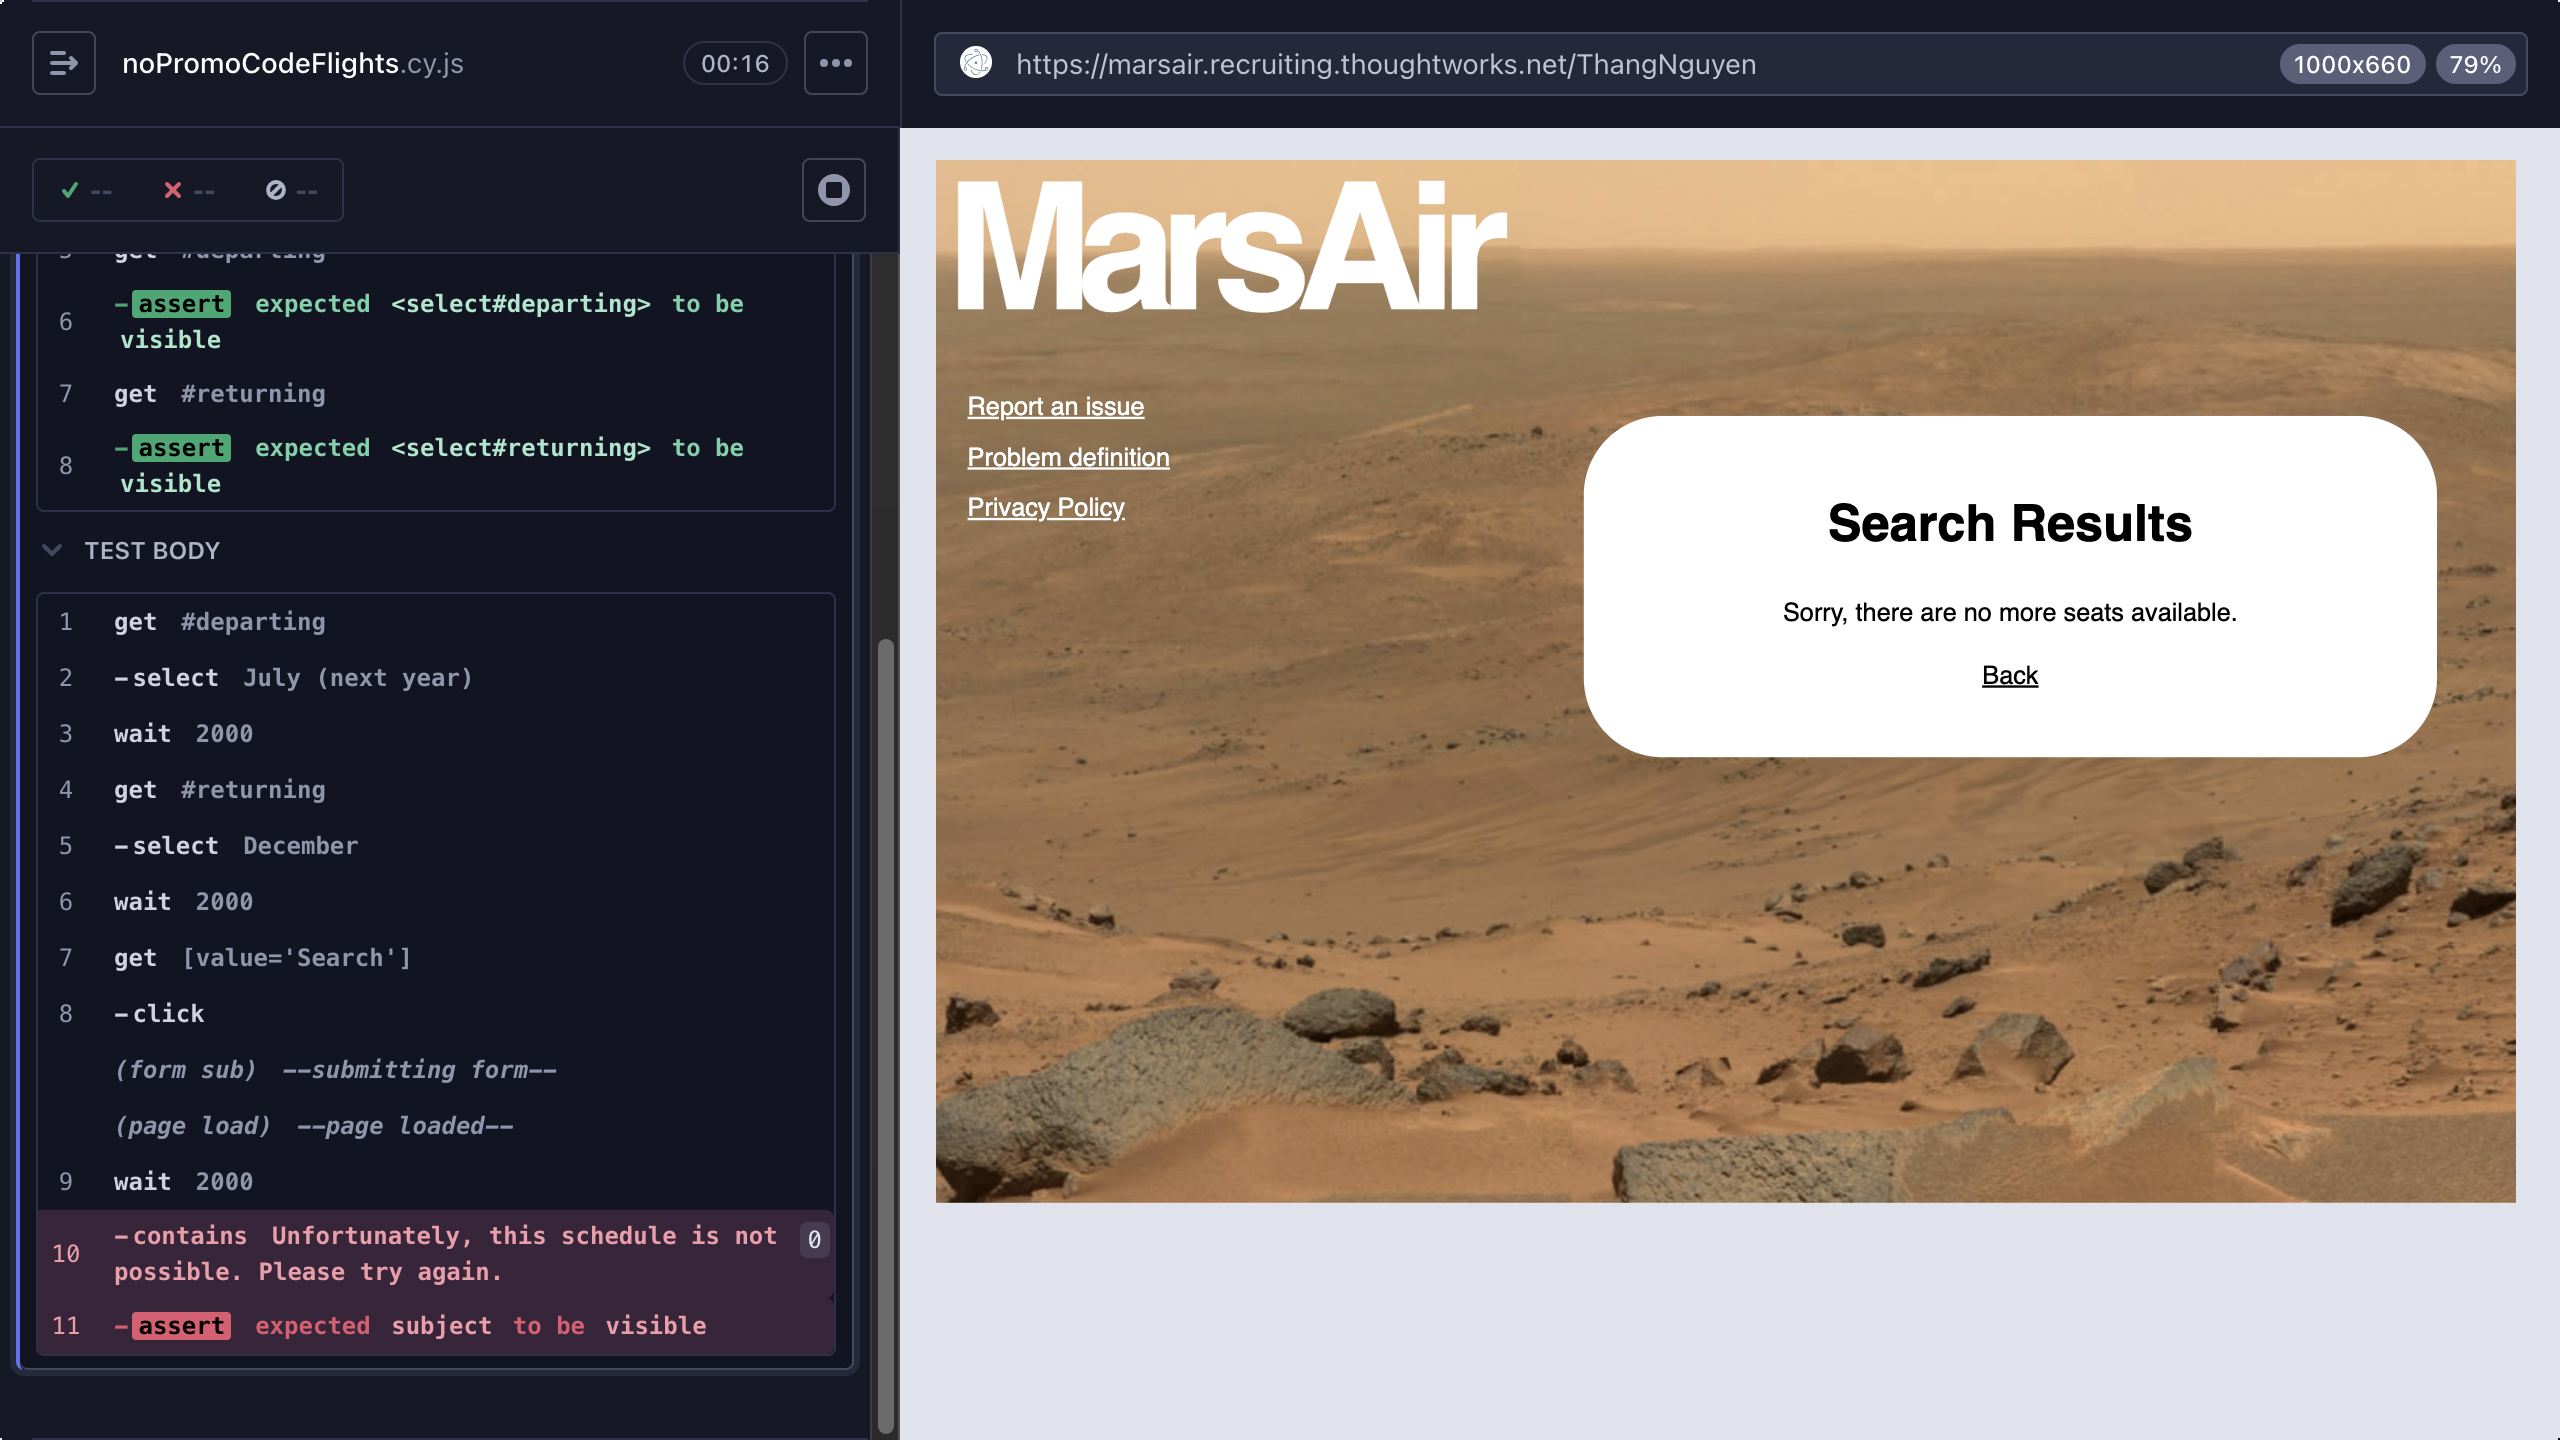 noPromoCodeFlights.cy.js
00:16
https://marsair.recruiting.thoughtworks.net/ThangNguyen
1000x660
79%
--
--
--
5 get #departing
6 -assert expected <select#departing> to be
visible
7 get #returning
8 -assert expected <select#returning> to be
visible
TEST BODY
1 get #departing
2 -select July (next year)
3 wait 2000
4 get #returning
5 -select December
6 wait 2000
7 get [value='Search']
8 -click
(form sub) --submitting form--
(page load) --page loaded--
9 wait 2000
10 -contains Unfortunately, this schedule is not
possible. Please try again. 0
11 -assert expected subject to be visible
MarsAir
Report an issue
Problem definition
Privacy Policy
Search Results
Sorry, there are no more seats available.
Back